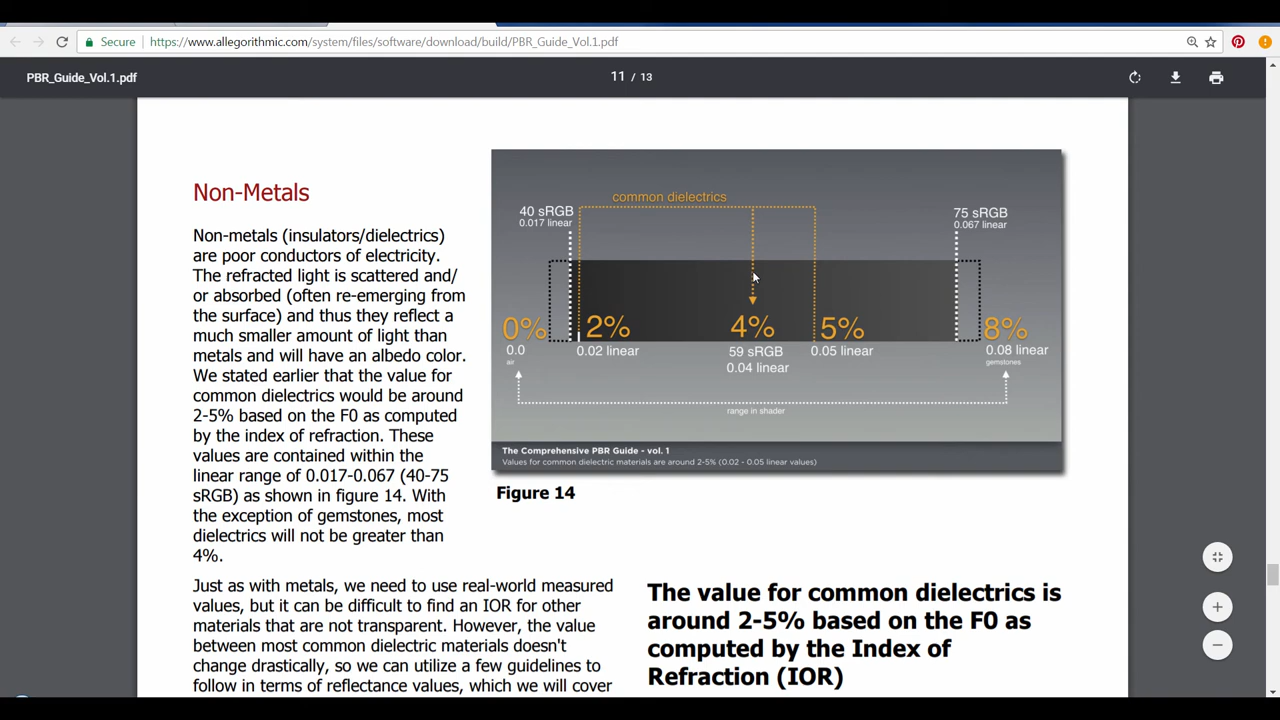 Secure
https://www.allegorithmic.com/system/files/software/download/build/PBR_Guide_Vol.1.pdf
PBR_Guide_Vol.1.pdf
11 / 13
Non-Metals
Non-metals (insulators/dielectrics)
are poor conductors of electricity.
The refracted light is scattered and/
or absorbed (often re-emerging from
the surface) and thus they reflect a
much smaller amount of light than
metals and will have an albedo color.
We stated earlier that the value for
common dielectrics would be around
2-5% based on the F0 as computed
by the index of refraction. These
values are contained within the
linear range of 0.017-0.067 (40-75
sRGB) as shown in figure 14. With
the exception of gemstones, most
dielectrics will not be greater than
4%.
common dielectrics
40 sRGB
0.017 linear
75 sRGB
0.067 linear
0% 2% 4% 5% 8%
0.0 0.02 linear 59 sRGB 0.05 linear 0.08 linear
air 0.04 linear gemstones
range in shader
The Comprehensive PBR Guide - vol. 1
Values for common dielectric materials are around 2-5% (0.02 - 0.05 linear values)
Figure 14
Just as with metals, we need to use real-world measured
values, but it can be difficult to find an IOR for other
materials that are not transparent. However, the value
between most common dielectric materials doesn't
change drastically, so we can utilize a few guidelines to
follow in terms of reflectance values, which we will cover
The value for common dielectrics is
around 2-5% based on the F0 as
computed by the Index of
Refraction (IOR)